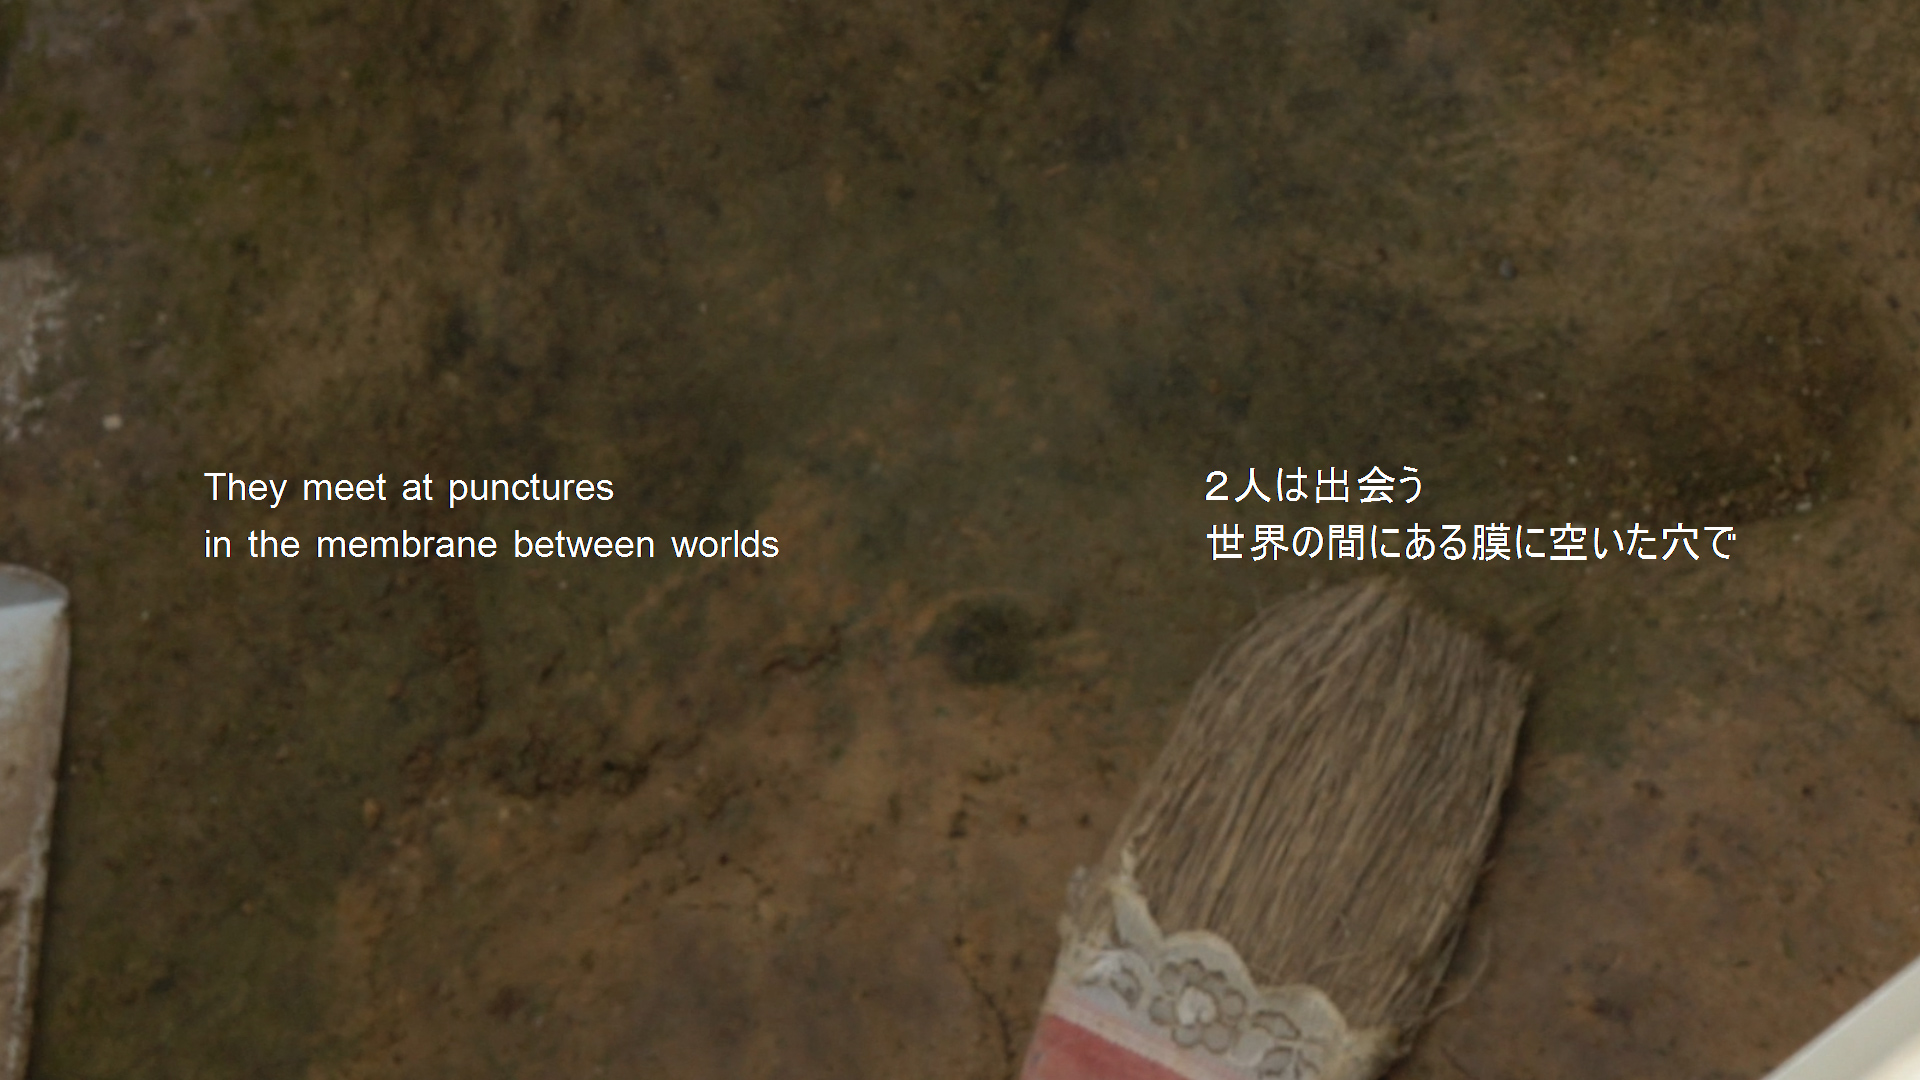 They meet at punctures
in the membrane between worlds
２人は出会う
世界の間にある膜に空いた穴で